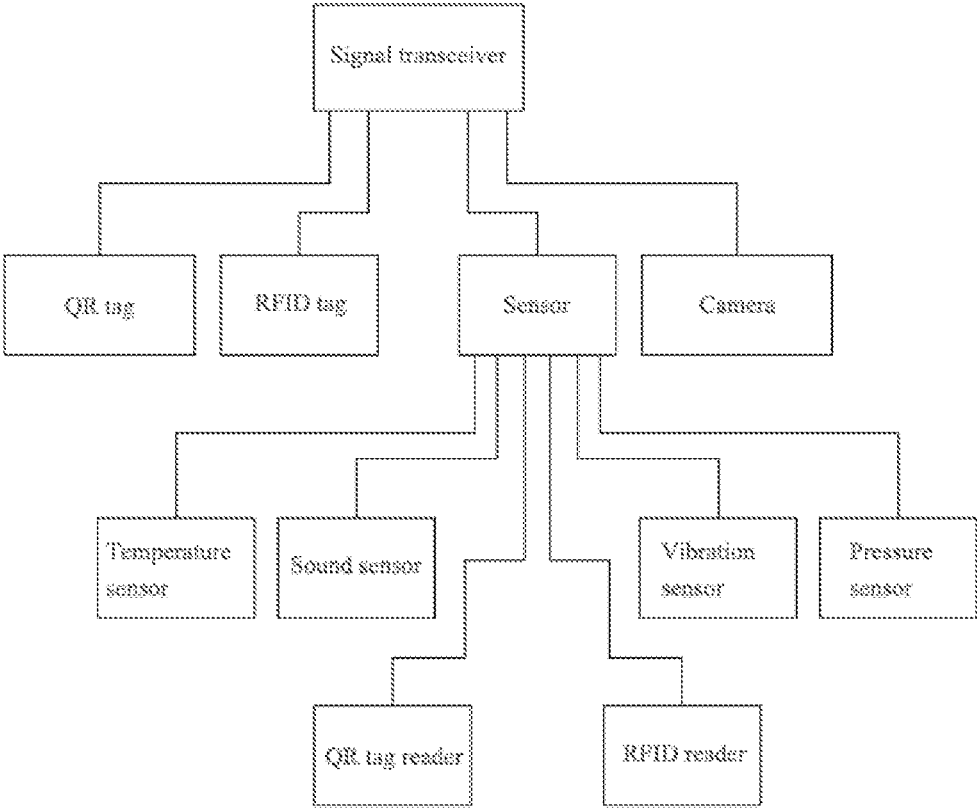 Signal transceiver
QR tag
RFID tag
Sensor
Camera
Temperature
sensor
Sound sensor
Vibration
sensor
Pressure
sensor
QR tag reader
RFID reader